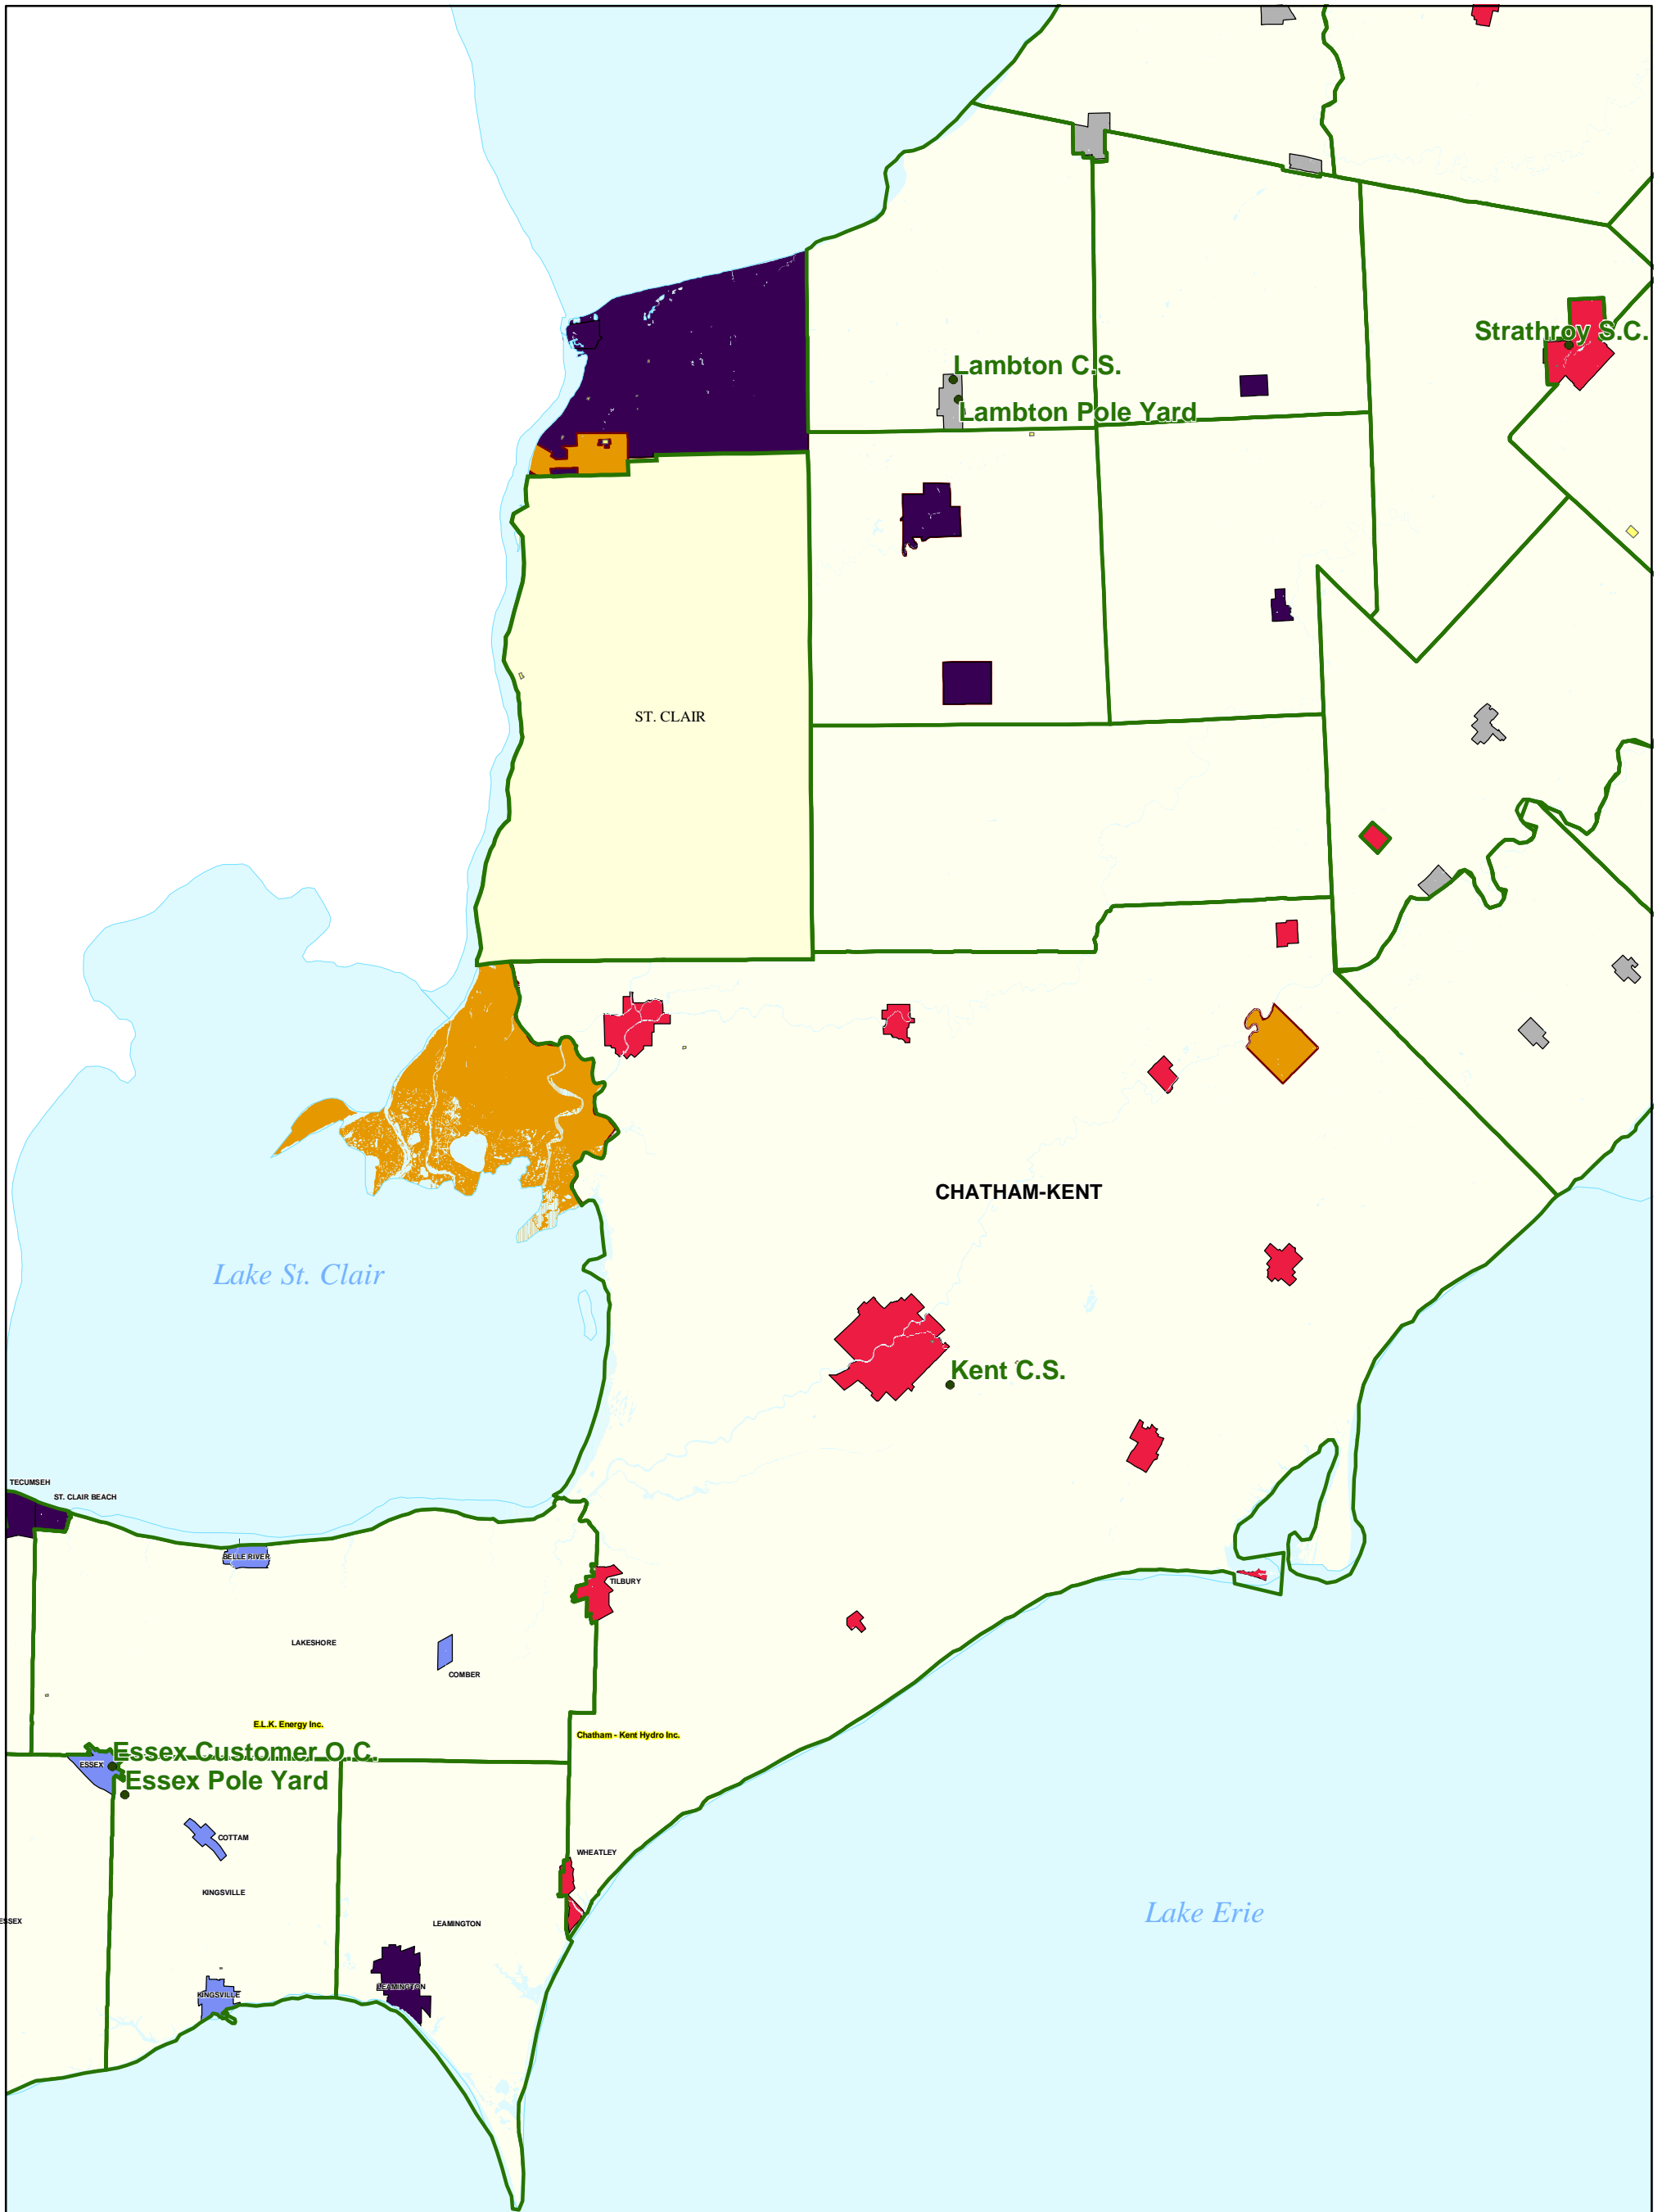 Strathroy S.C.
Lambton C.S.
Lambton Pole Yard
ST. CLAIR
CHATHAM-KENT
Lake St. Clair
Kent C.S.
TECUMSEH
ST. CLAIR BEACH
BELLE RIVER
TILBURY
LAKESHORE
COMBER
E.L.K. Energy Inc.
Chatham - Kent Hydro Inc.
Essex Customer O.C.
ESSEX
Essex Pole Yard
COTTAM
WHEATLEY
KINGSVILLE
Lake Erie
ESSEX
LEAMINGTON
LEAMINGTON
KINGSVILLE